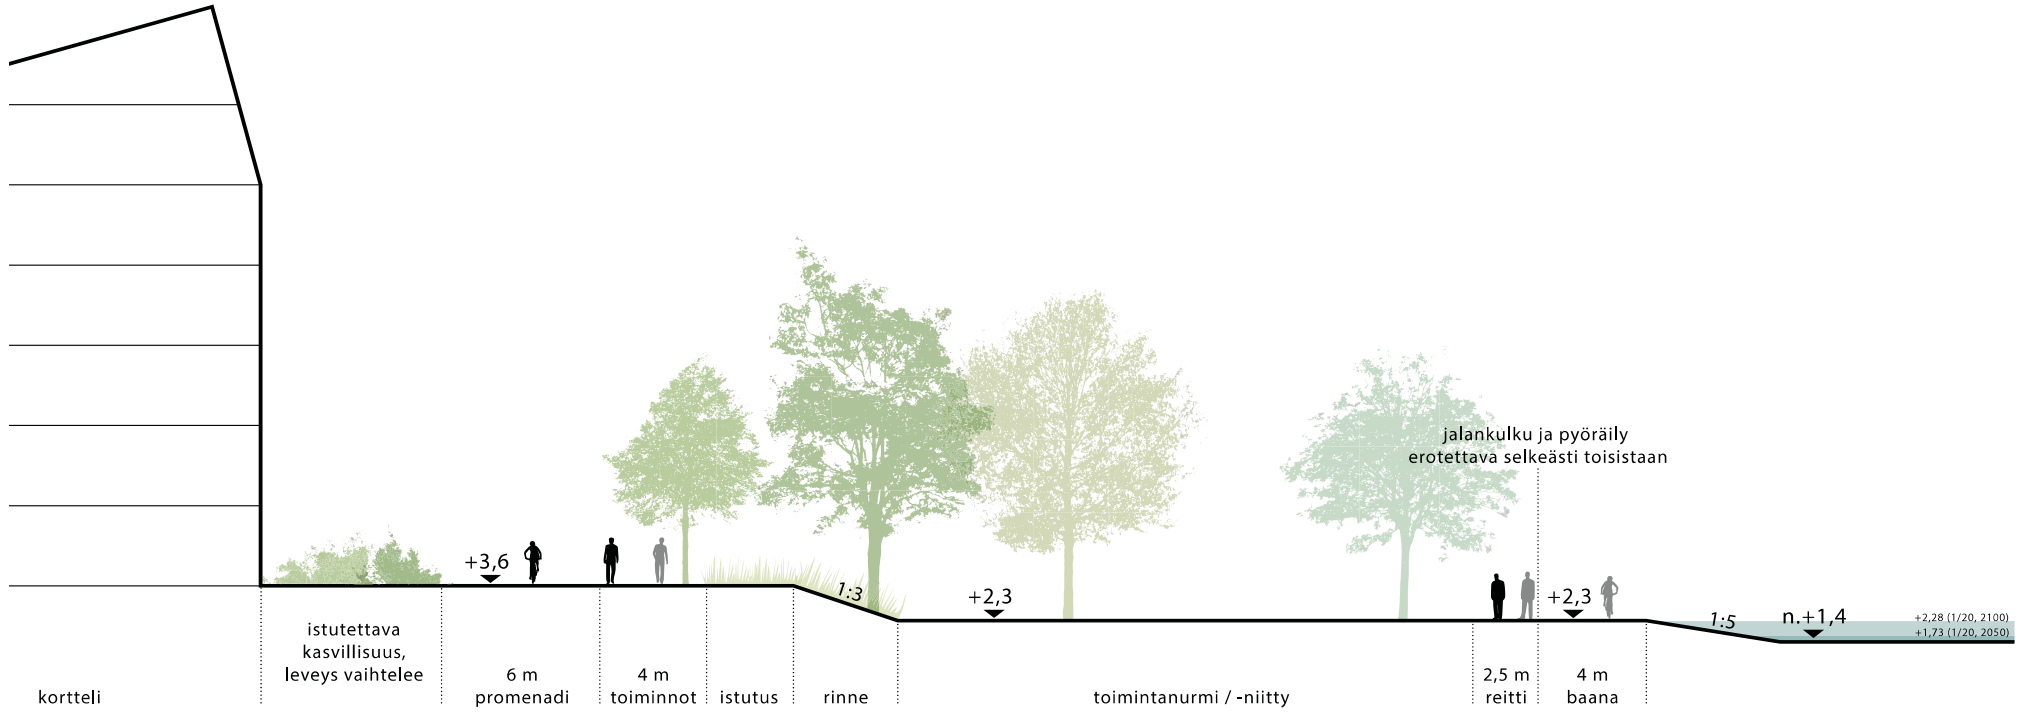 jalankulku ja pyöräily
erotettava selkeästi toisistaan
+3,6
1:3
+2,3
+2,3
1:5
n.+1,4
+2,28 (1/20, 2100)
+1,73 (1/20, 2050)
kortteli
istutettava
kasvillisuus,
leveys vaihtelee
6 m
promenadi
4 m
toiminnot
istutus
rinne
toimintanurmi / -niitty
2,5 m
reitti
4 m
baana